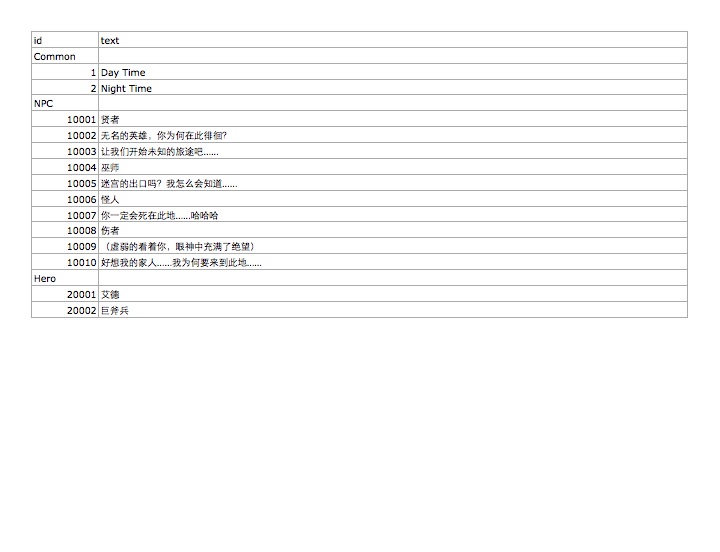 id text
Common
1 Day Time
2 Night Time
NPC
10001 贤者
10002 无名的英雄，你为何在此徘徊？
10003 让我们开始未知的旅途吧……
10004 巫师
10005 迷宫的出口吗？我怎么会知道……
10006 怪人
10007 你一定会死在此地……哈哈哈
10008 伤者
10009 （虚弱的看着你，眼神中充满了绝望）
10010 好想我的家人……我为何要来到此地……
Hero
20001 艾德
20002 巨斧兵